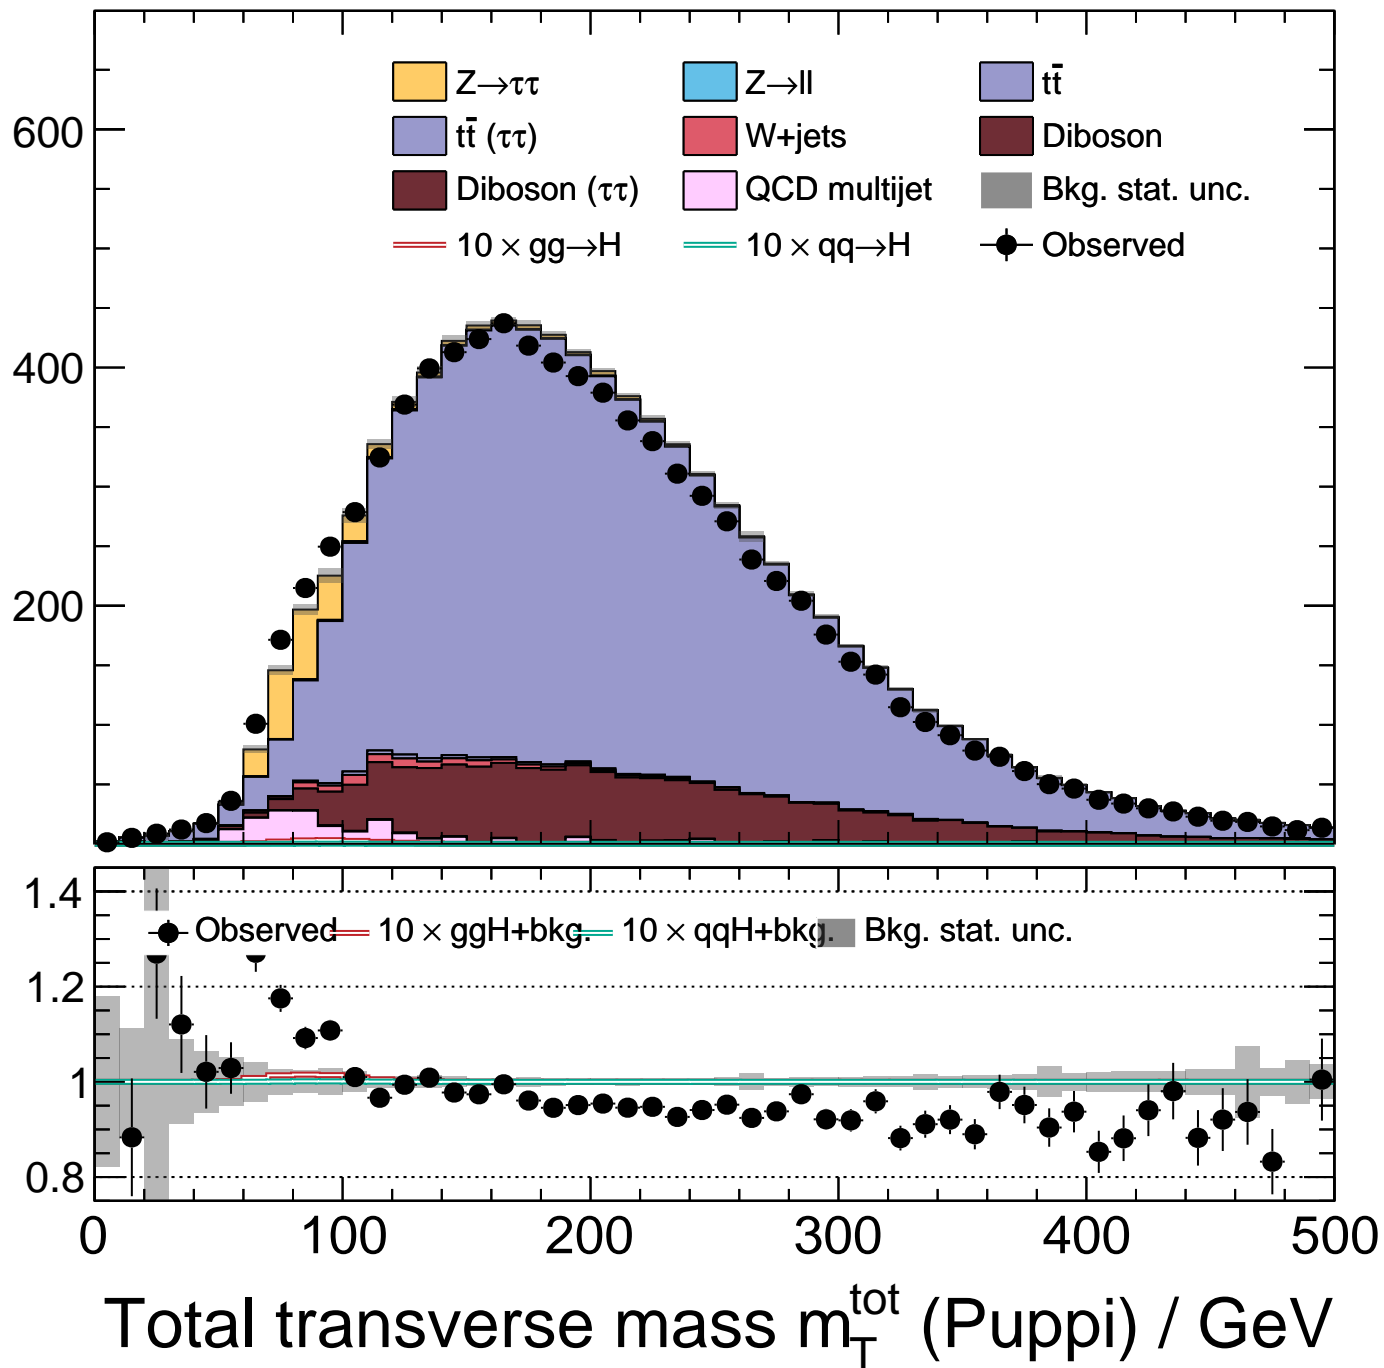 Z→ττ Z→ll tt̄
tt̄ (ττ) W+jets Diboson
Diboson (ττ) QCD multijet Bkg. stat. unc.
10 × gg→H 10 × qq→H Observed
600
400
200
1.4
Observed 10 × ggH+bkg. 10 × qqH+bkg. Bkg. stat. unc.
1.2
1
0.8
0 100 200 300 400 500
Total transverse mass m_T^tot (Puppi) / GeV